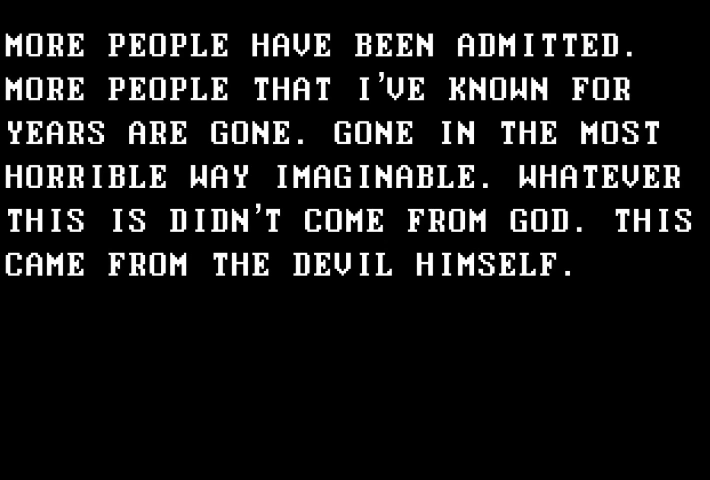 MORE PEOPLE HAVE BEEN ADMITTED.
MORE PEOPLE THAT I'VE KNOWN FOR
YEARS ARE GONE. GONE IN THE MOST
HORRIBLE WAY IMAGINABLE. WHATEVER
THIS IS DIDN'T COME FROM GOD. THIS
CAME FROM THE DEVIL HIMSELF.